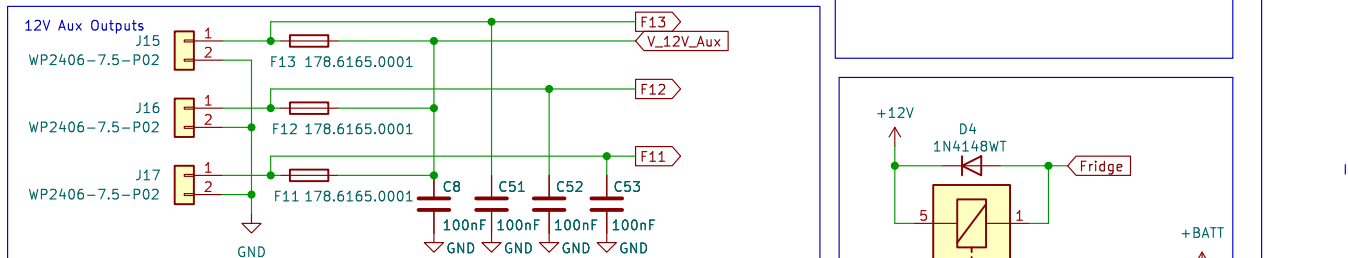 12V Aux Outputs
F13
J15
1
V_12V_Aux
WP2406-7.5-P02
2
F13 178.6165.0001
F12
J16
1
WP2406-7.5-P02
2
F12 178.6165.0001
F11
J17
1
WP2406-7.5-P02
2
F11 178.6165.0001
C8
C51
C52
C53
100nF
100nF
100nF
100nF
GND
GND
GND
GND
GND
+12V
D4
1N4148WT
Fridge
5
1
+BATT